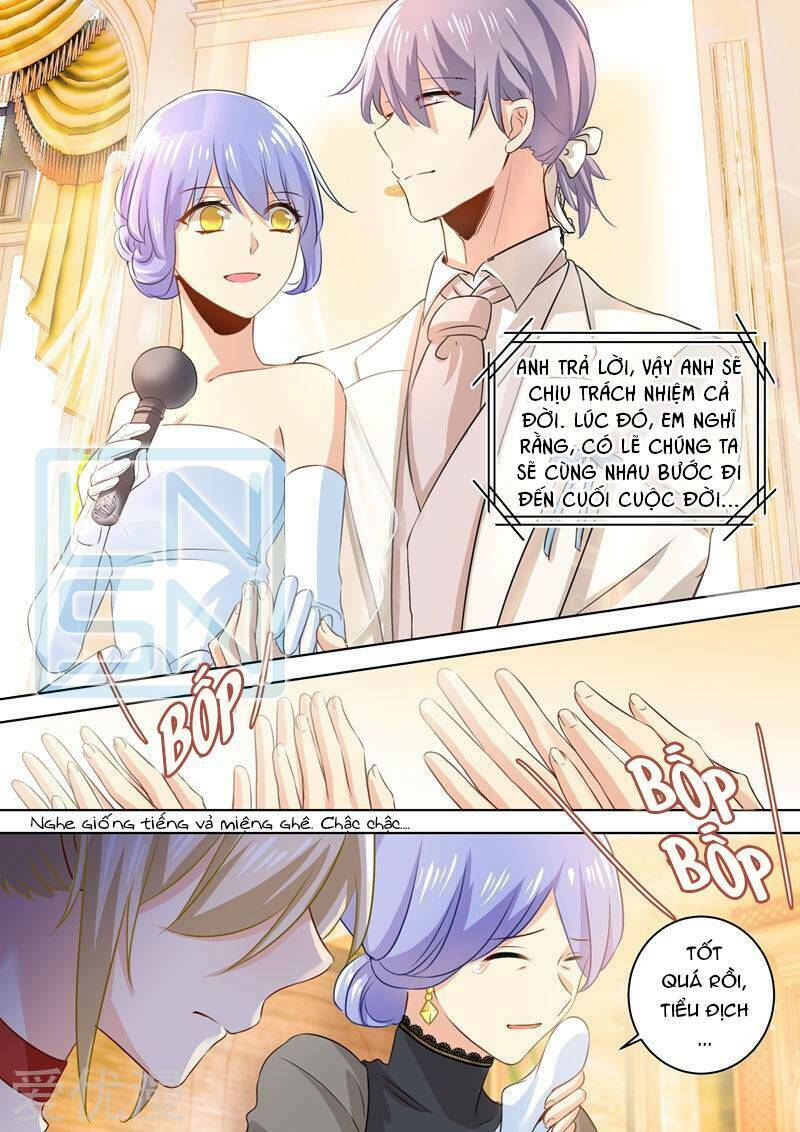 ANH TRẢ LỜI, VẬY ANH SẼ
CHỊU TRÁCH NHIỆM CẢ
ĐỜI. LÚC ĐÓ, EM NGHĨ
RẰNG, CÓ LẼ CHÚNG TA
SẼ CÙNG NHAU BƯỚC ĐI
ĐẾN CUỐI CUỘC ĐỜI...
LNSN
BỐP
BỐP
BỐP
Nghe giống tiếng vả miệng ghê. Chậc chậc....
TỐT
QUÁ RỒI,
TIỂU ĐỊCH
...
爱优漫